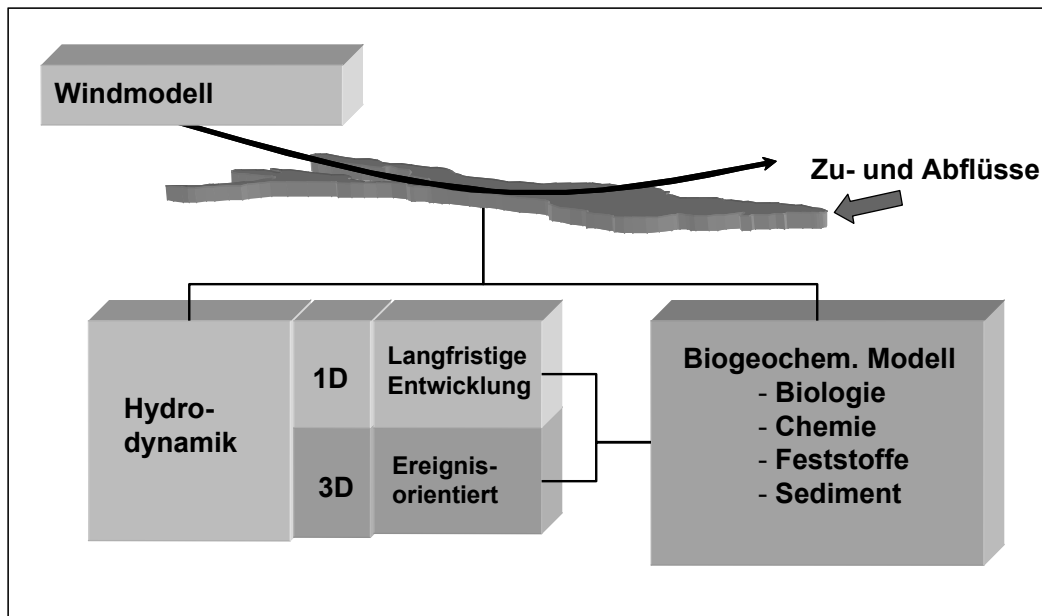 Windmodell
Zu- und Abflüsse
Hydro-
dynamik
1D
Langfristige
Entwicklung
3D
Ereignis-
orientiert
Biogeochem. Modell
- Biologie
- Chemie
- Feststoffe
- Sediment